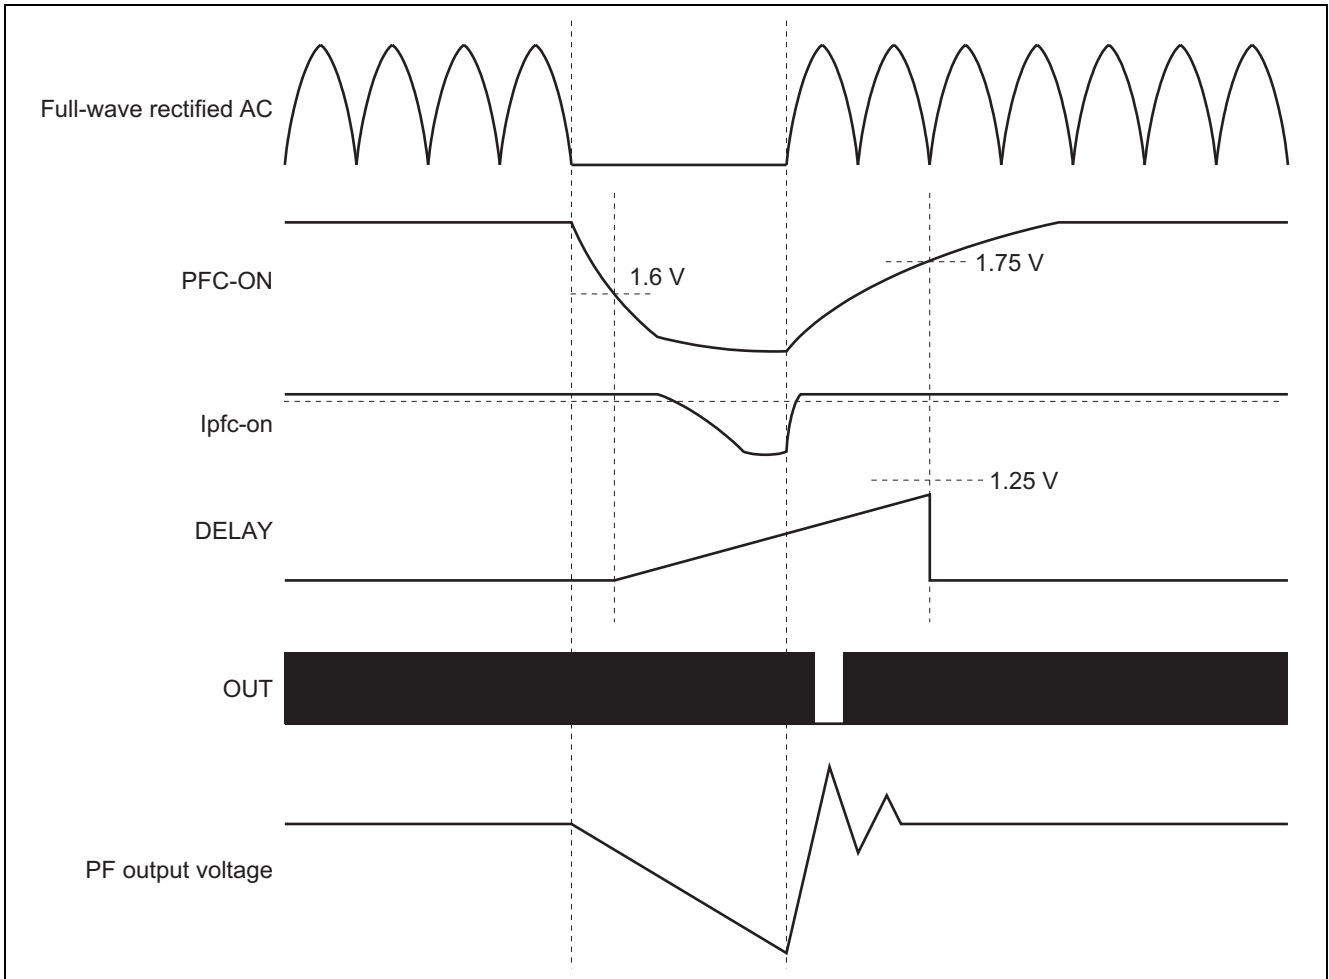 Full-wave rectified AC
PFC-ON
1.6 V
1.75 V
Ipfc-on
1.25 V
DELAY
OUT
PF output voltage